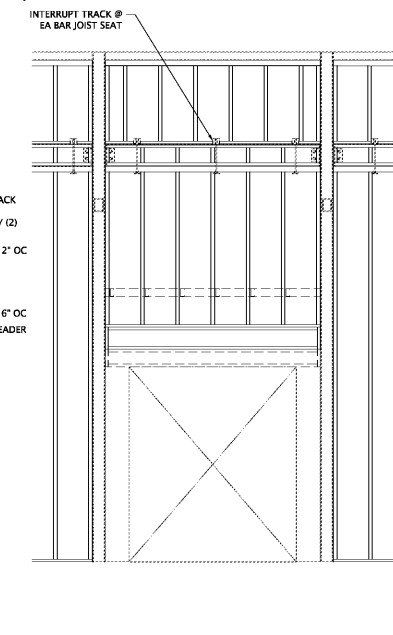 INTERRUPT TRACK @
EA BAR JOIST SEAT
ACK
/ (2)
2" OC
6" OC
EADER